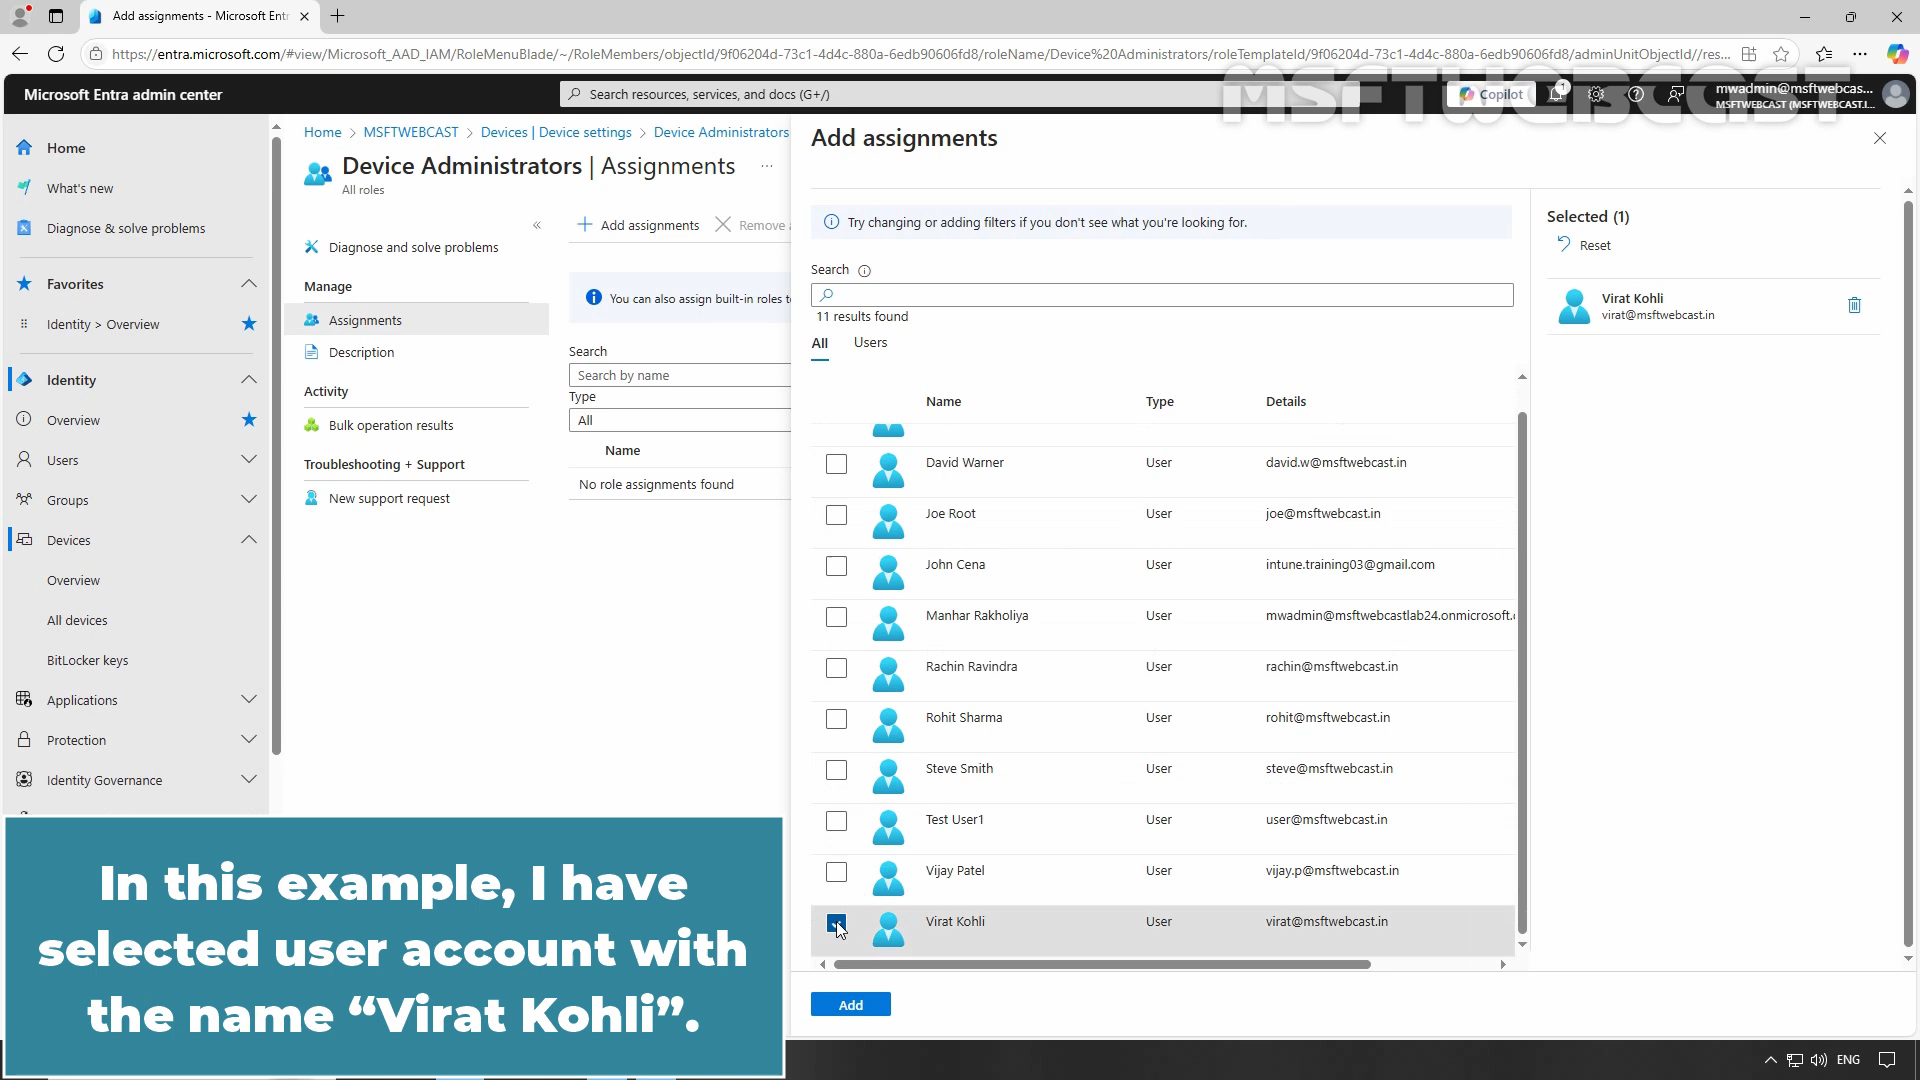 Add assignments - Microsoft Entr
https://entra.microsoft.com/#view/Microsoft_AAD_IAM/RoleMenuBlade/~/RoleMembers/objectId/9f06204d-73c1-4d4c-880a-6edb90606fd8/roleName/Device%20Administrators/roleTemplateId/9f06204d-73c1-4d4c-880a-6edb90606fd8/adminUnitObjectId//res...
Microsoft Entra admin center
Search resources, services, and docs (G+/)
Copilot
1
mwadmin@msftwebcas...
MSFTWEBCAST (MSFTWEBCAST.I...
MSFTWEBCAST
Home
What's new
Diagnose & solve problems
Favorites
Identity > Overview
Identity
Overview
Users
Groups
Devices
Overview
All devices
BitLocker keys
Applications
Protection
Identity Governance
Home > MSFTWEBCAST > Devices | Device settings > Device Administrators
Device Administrators | Assignments
...
All roles
Diagnose and solve problems
Manage
Assignments
Description
Activity
Bulk operation results
Troubleshooting + Support
New support request
Add assignments
Remove a
You can also assign built-in roles to
Search
Search by name
Type
All
Name
No role assignments found
Add assignments
Try changing or adding filters if you don't see what you're looking for.
Search
11 results found
All Users
Name Type Details
David Warner User david.w@msftwebcast.in
Joe Root User joe@msftwebcast.in
John Cena User intune.training03@gmail.com
Manhar Rakholiya User mwadmin@msftwebcastlab24.onmicrosoft.
Rachin Ravindra User rachin@msftwebcast.in
Rohit Sharma User rohit@msftwebcast.in
Steve Smith User steve@msftwebcast.in
Test User1 User user@msftwebcast.in
Vijay Patel User vijay.p@msftwebcast.in
Virat Kohli User virat@msftwebcast.in
Add
Selected (1)
Reset
Virat Kohli
virat@msftwebcast.in
In this example, I have
selected user account with
the name “Virat Kohli”.
ENG